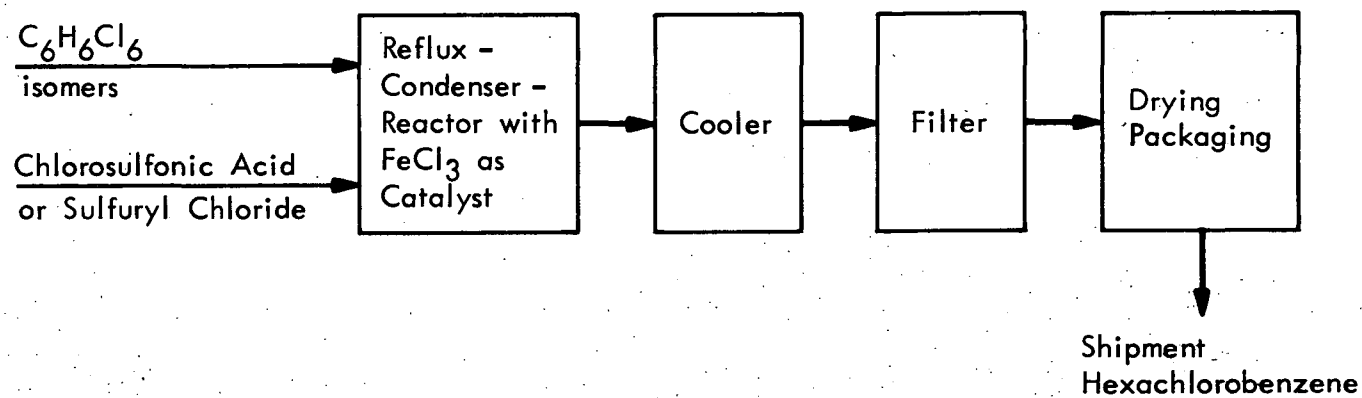 C₆H₆Cl₆
isomers
Chlorosulfonic Acid
or Sulfuryl Chloride
Reflux –
Condenser –
Reactor with
FeCl₃ as
Catalyst
Cooler
Filter
Drying
Packaging
Shipment
Hexachlorobenzene